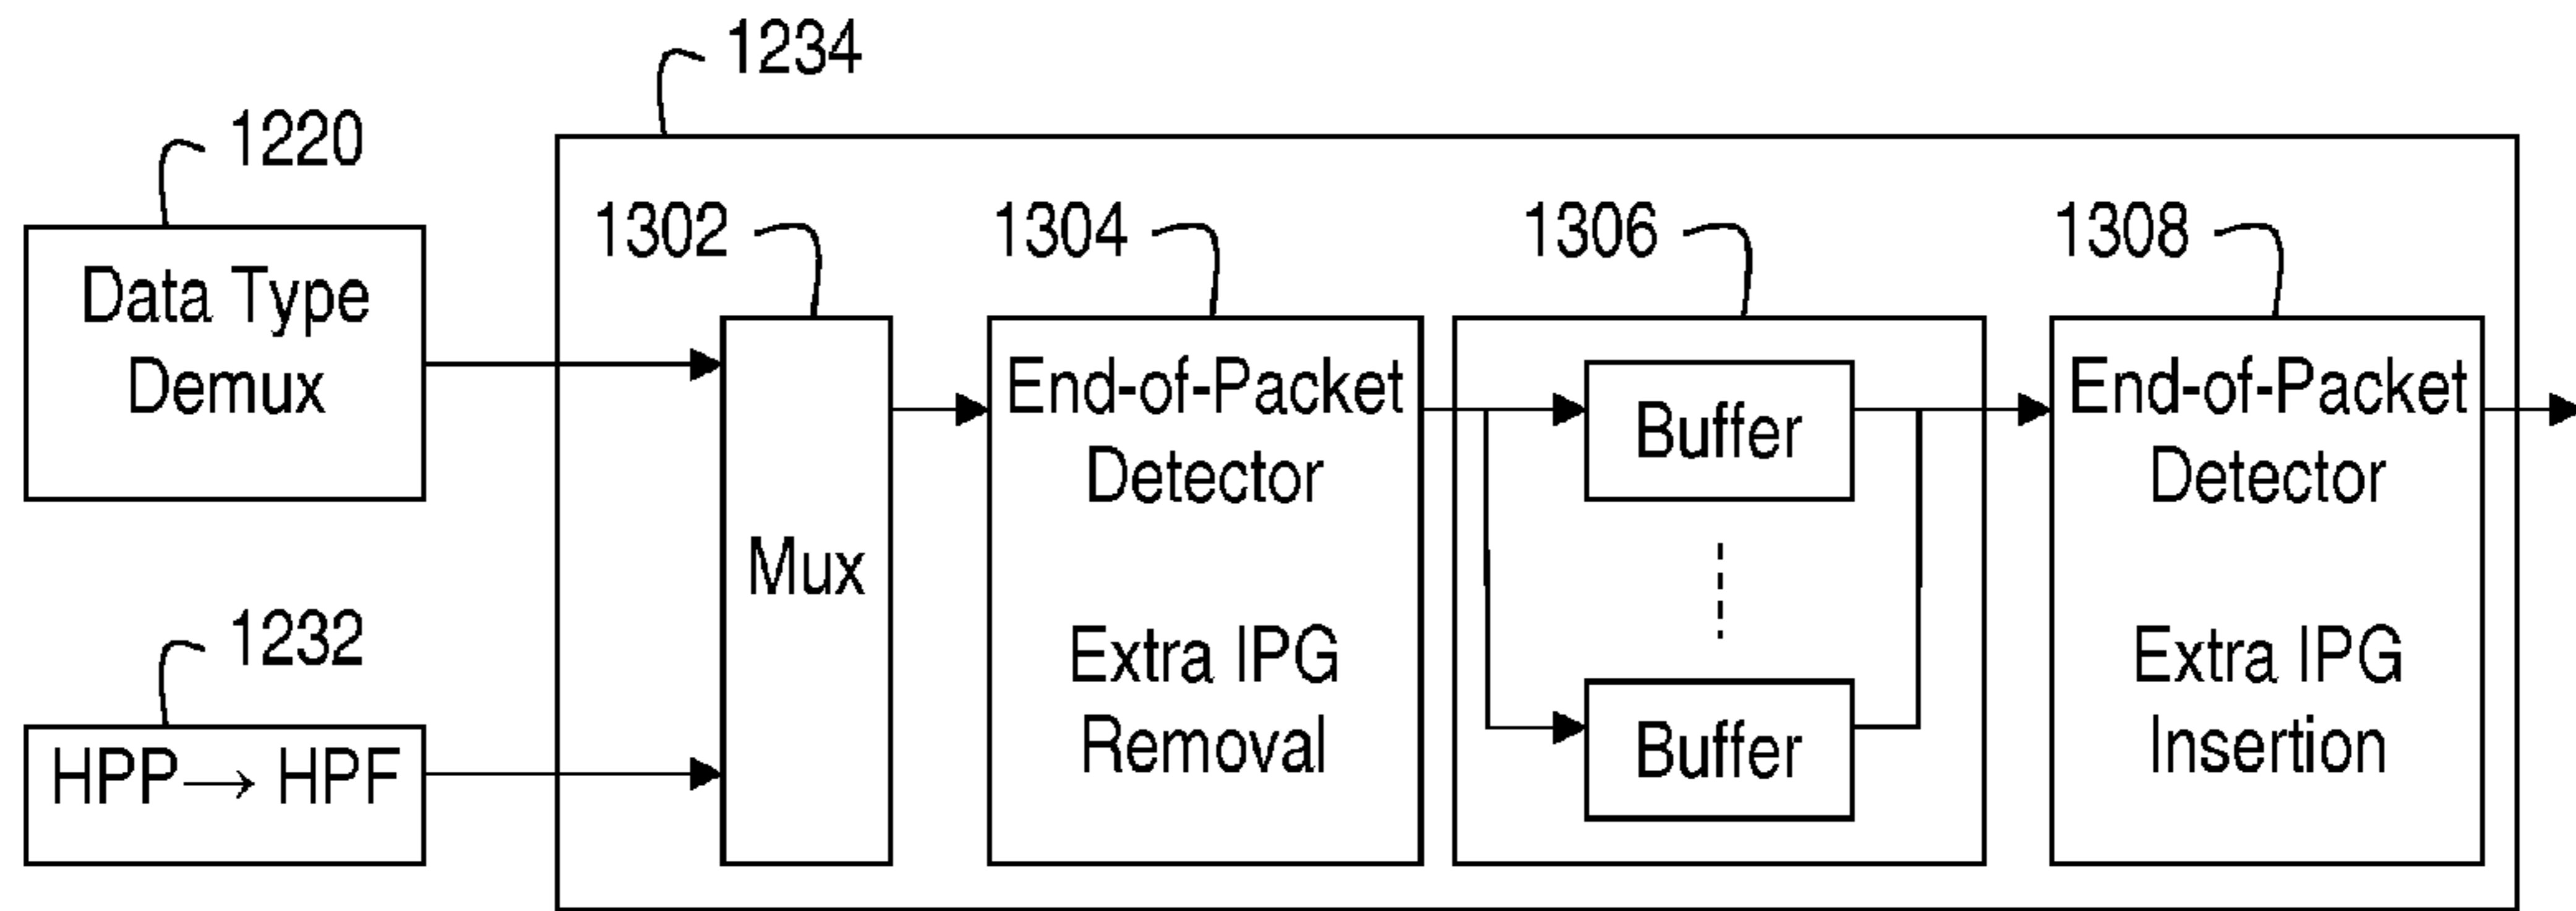 1234
1220
Data Type
Demux
1232
HPP→ HPF
1302
Mux
1304
End-of-Packet
Detector
Extra IPG
Removal
1306
Buffer
Buffer
1308
End-of-Packet
Detector
Extra IPG
Insertion